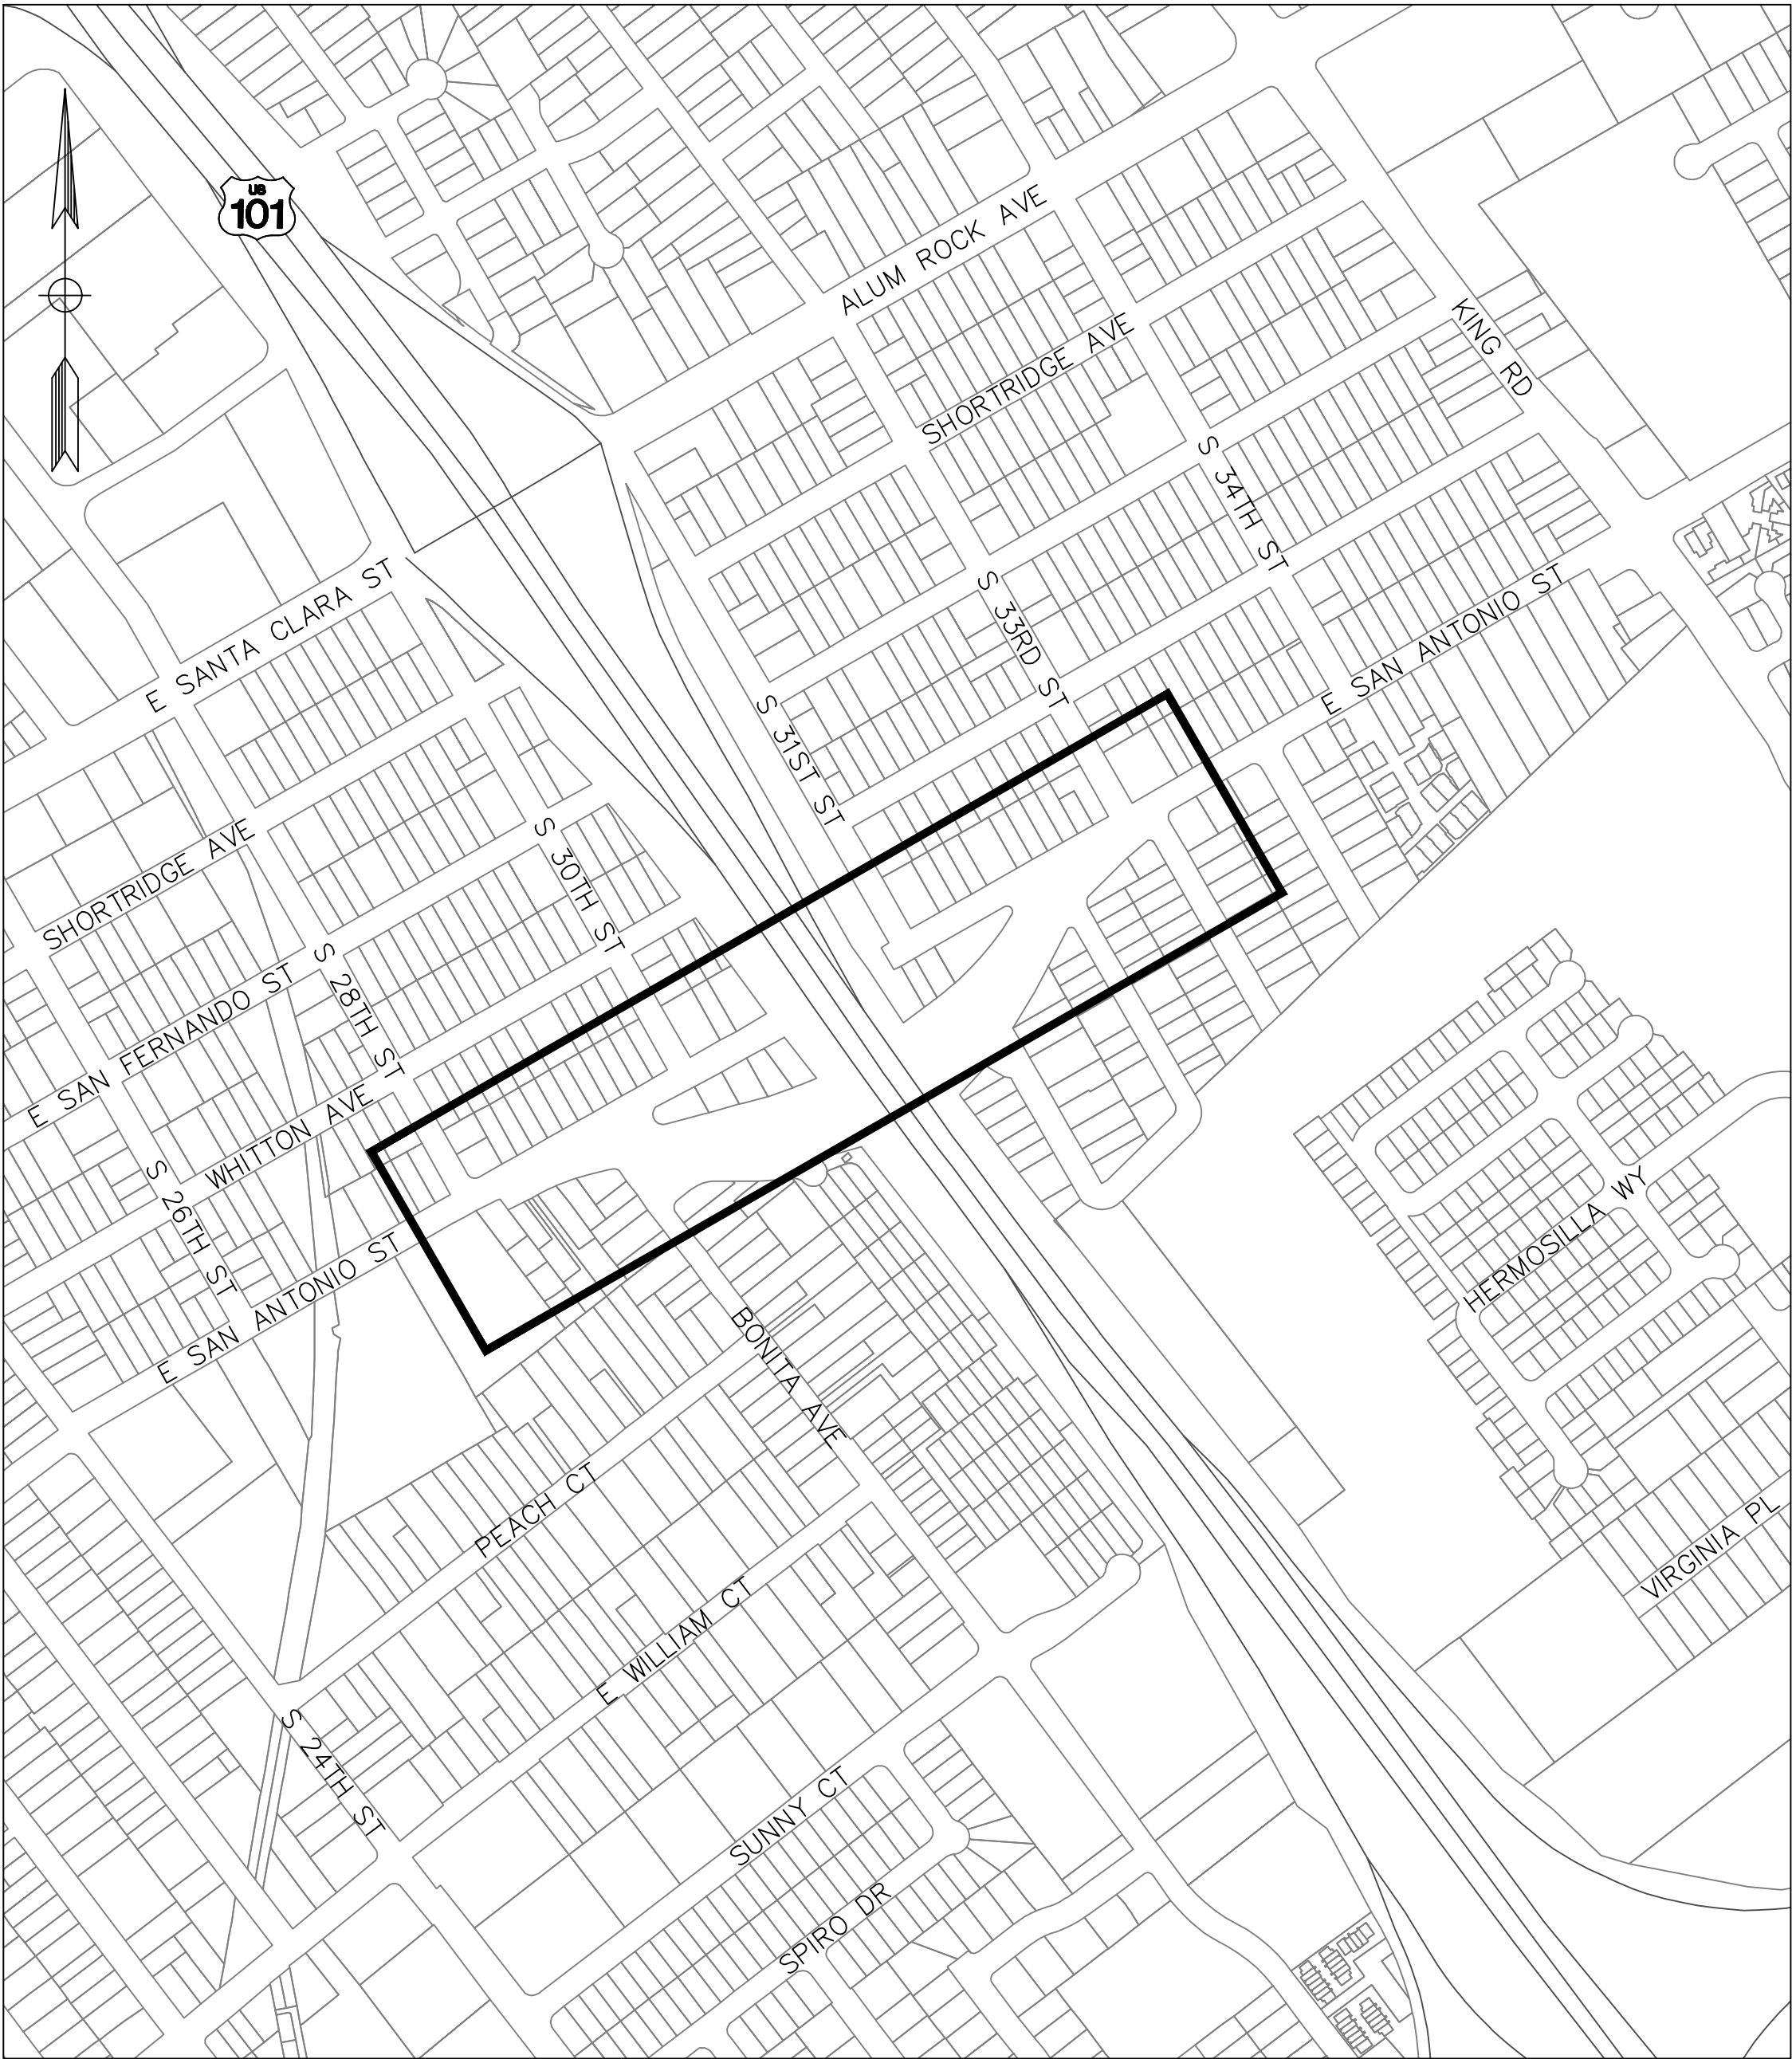 US
101
ALUM ROCK AVE
SHORTRIDGE AVE
KING RD
S 34TH ST
E SANTA CLARA ST
S 33RD ST
E SAN ANTONIO ST
S 31ST ST
SHORTRIDGE AVE
S 30TH ST
E SAN FERNANDO ST
S 28TH ST
WHITTON AVE
S 26TH ST
E SAN ANTONIO ST
HERMOSILLA WY
BONITA AVE
PEACH CT
VIRGINIA PL
E WILLIAM CT
S 24TH ST
SUNNY CT
SPIRO DR